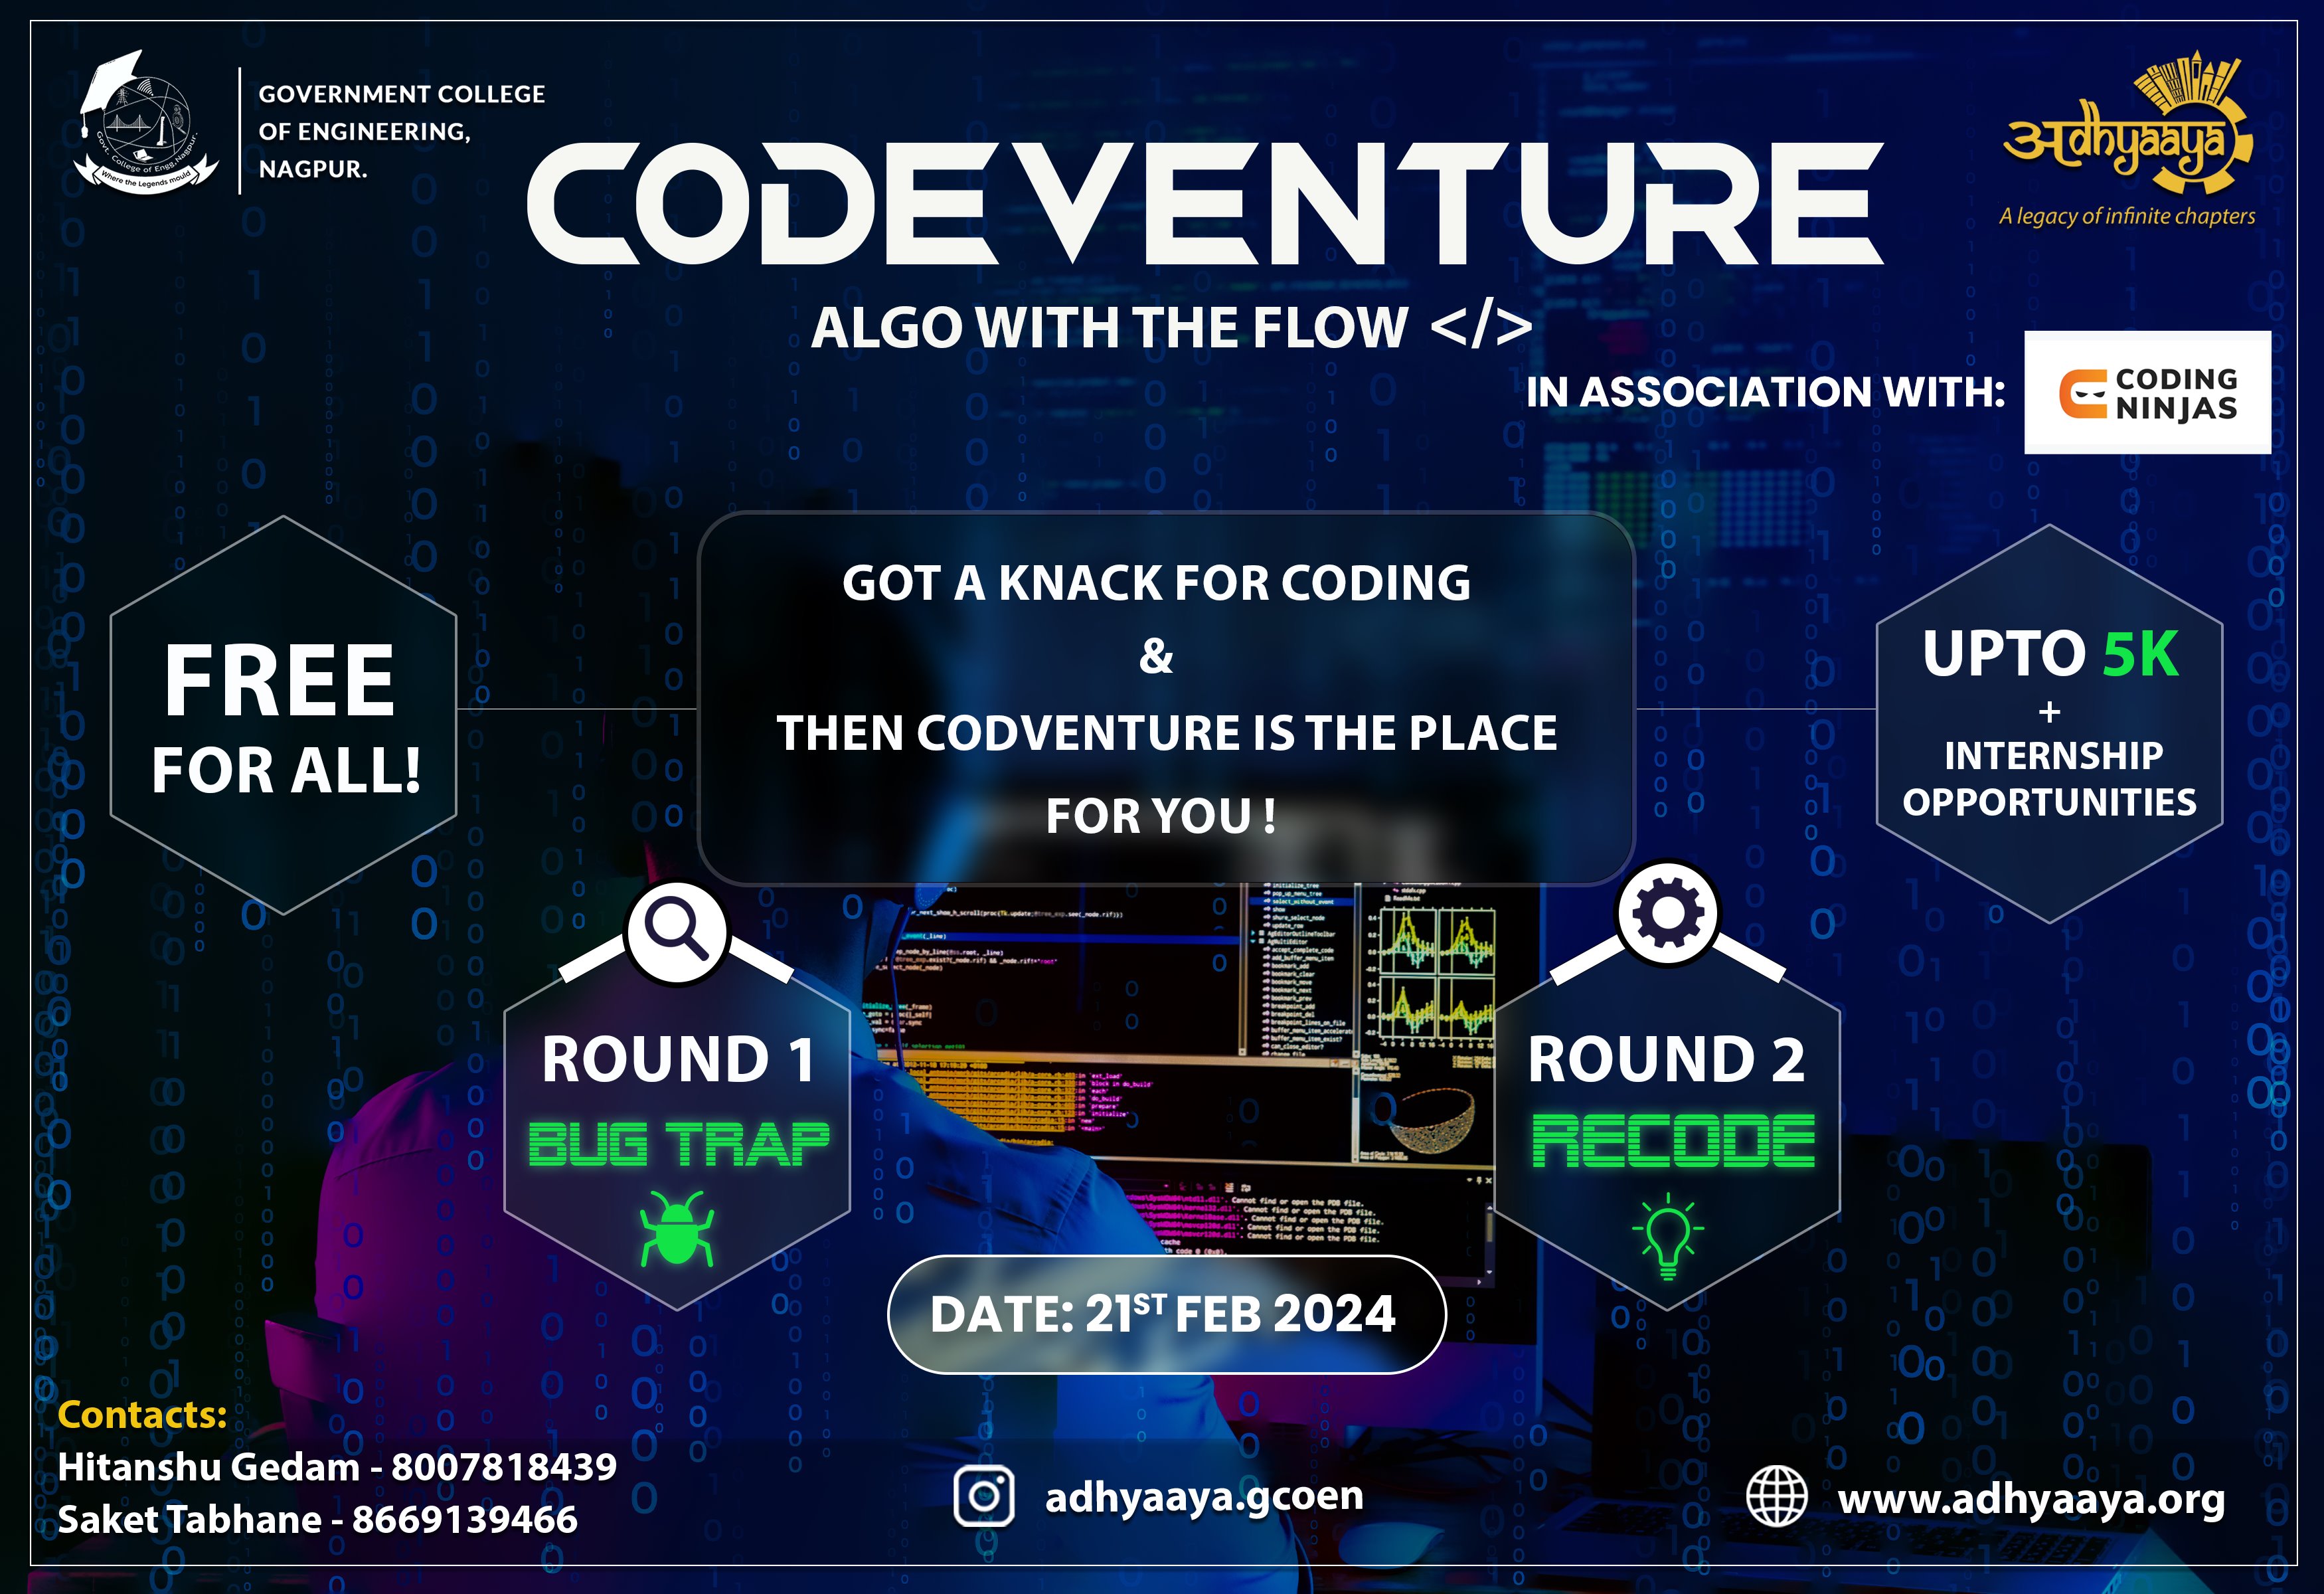 GOVERNMENT COLLEGE
OF ENGINEERING,
NAGPUR.
Govt. College of Engg, Nagpur.
Where the Legends mould
अdhyaaya
A legacy of infinite chapters
CODEVENTURE
ALGO WITH THE FLOW </>
IN ASSOCIATION WITH:
CODING
NINJAS
FREE
FOR ALL!
GOT A KNACK FOR CODING
&
THEN CODVENTURE IS THE PLACE
FOR YOU !
UPTO 5K
+
INTERNSHIP
OPPORTUNITIES
ROUND 1
BUG TRAP
ROUND 2
RECODE
DATE: 21ST FEB 2024
Contacts:
Hitanshu Gedam - 8007818439
Saket Tabhane - 8669139466
adhyaaya.gcoen
www.adhyaaya.org